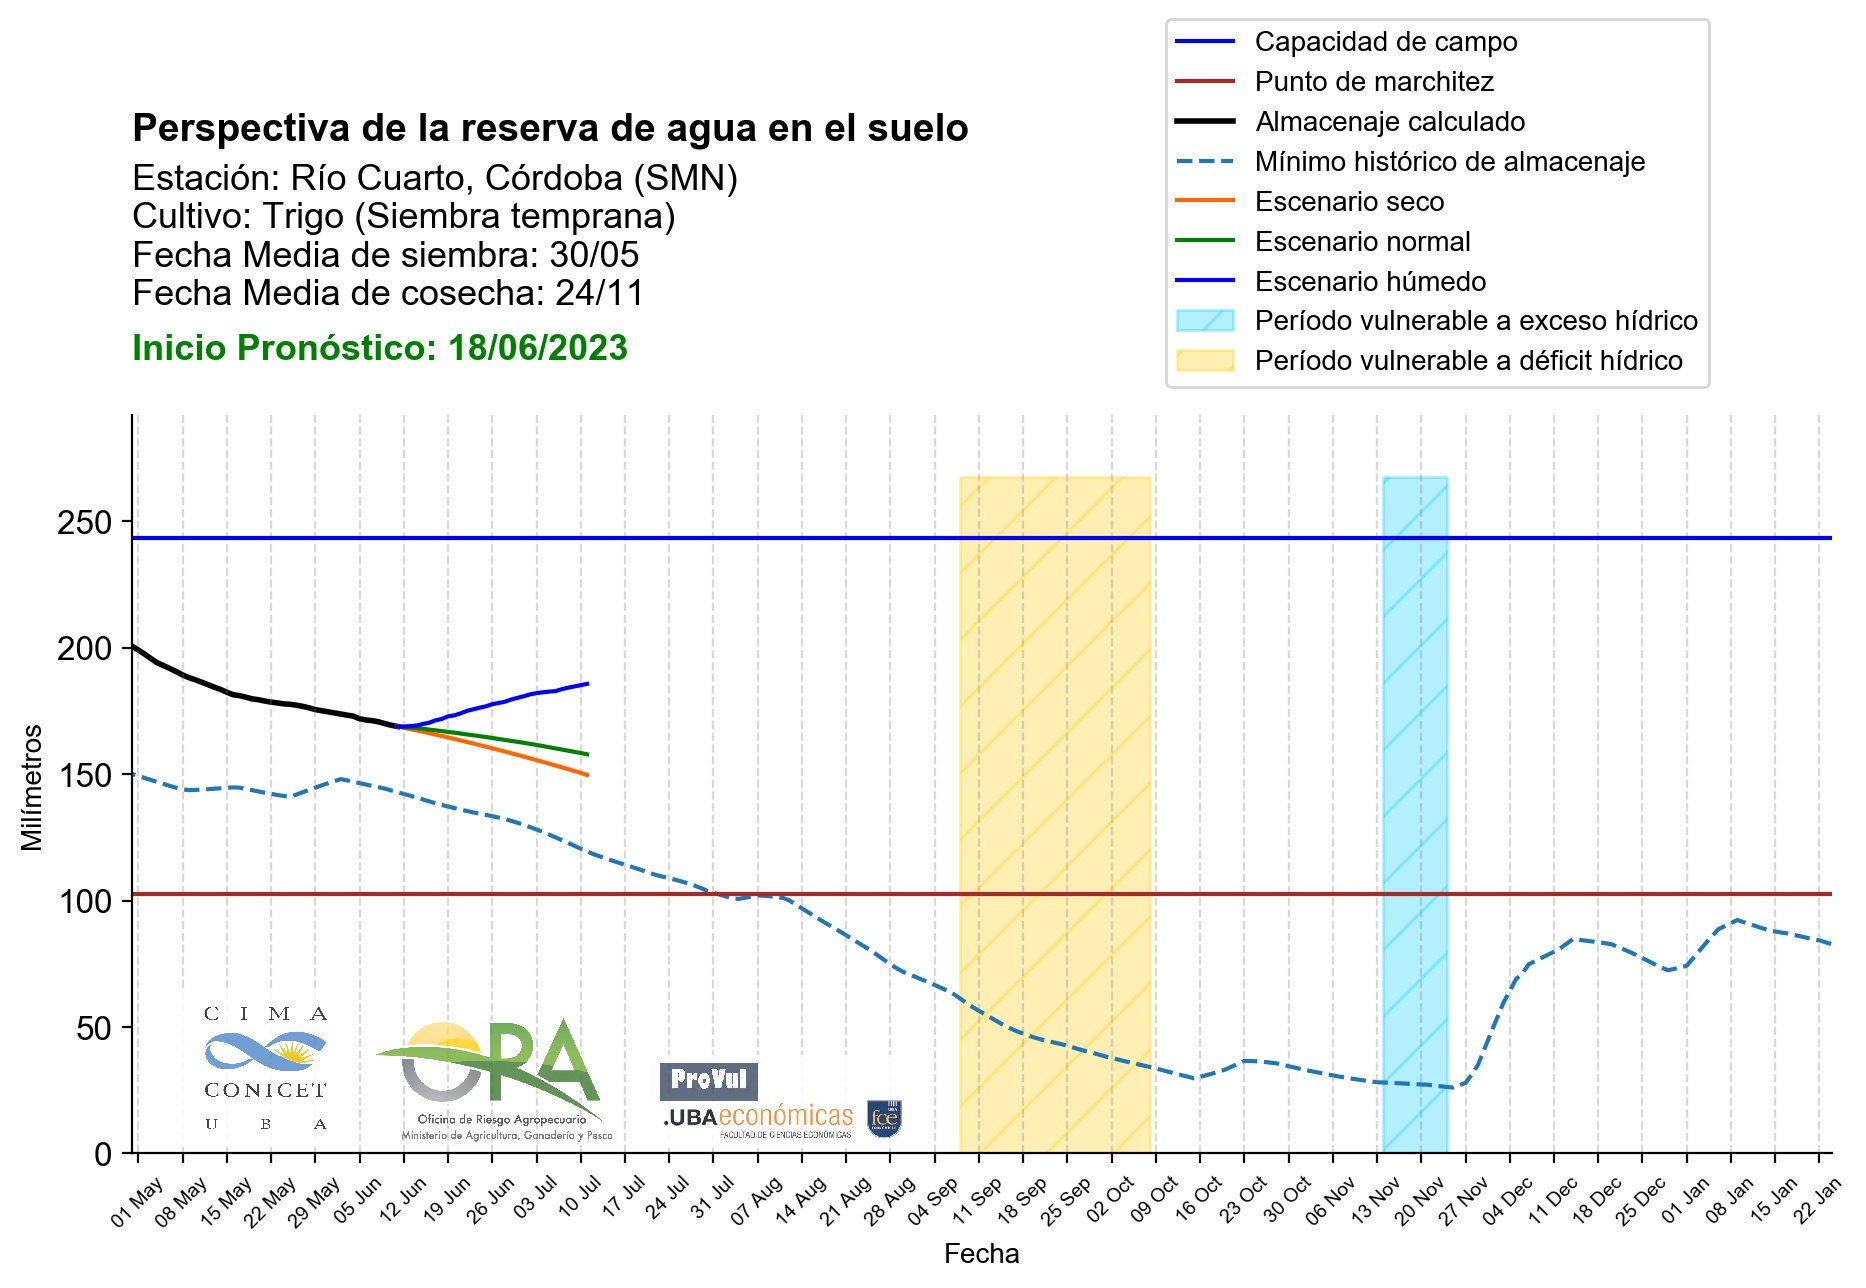 Capacidad de campo
Punto de marchitez
Almacenaje calculado
Mínimo histórico de almacenaje
Escenario seco
Escenario normal
Escenario húmedo
Período vulnerable a exceso hídrico
Período vulnerable a déficit hídrico
Perspectiva de la reserva de agua en el suelo
Estación: Río Cuarto, Córdoba (SMN)
Cultivo: Trigo (Siembra temprana)
Fecha Media de siembra: 30/05
Fecha Media de cosecha: 24/11
Inicio Pronóstico: 18/06/2023
Milímetros
250
200
150
100
50
0
CIMA
CONICET
UBA
ORA
Oficina de Riesgo Agropecuario
Ministerio de Agricultura, Ganadería y Pesca
ProVul
.UBAeconómicas
FACULTAD DE CIENCIAS ECONÓMICAS
fce
01 May
08 May
15 May
22 May
29 May
05 Jun
12 Jun
19 Jun
26 Jun
03 Jul
10 Jul
17 Jul
24 Jul
31 Jul
07 Aug
14 Aug
21 Aug
28 Aug
04 Sep
11 Sep
18 Sep
25 Sep
02 Oct
09 Oct
16 Oct
23 Oct
30 Oct
06 Nov
13 Nov
20 Nov
27 Nov
04 Dec
11 Dec
18 Dec
25 Dec
01 Jan
08 Jan
15 Jan
22 Jan
Fecha